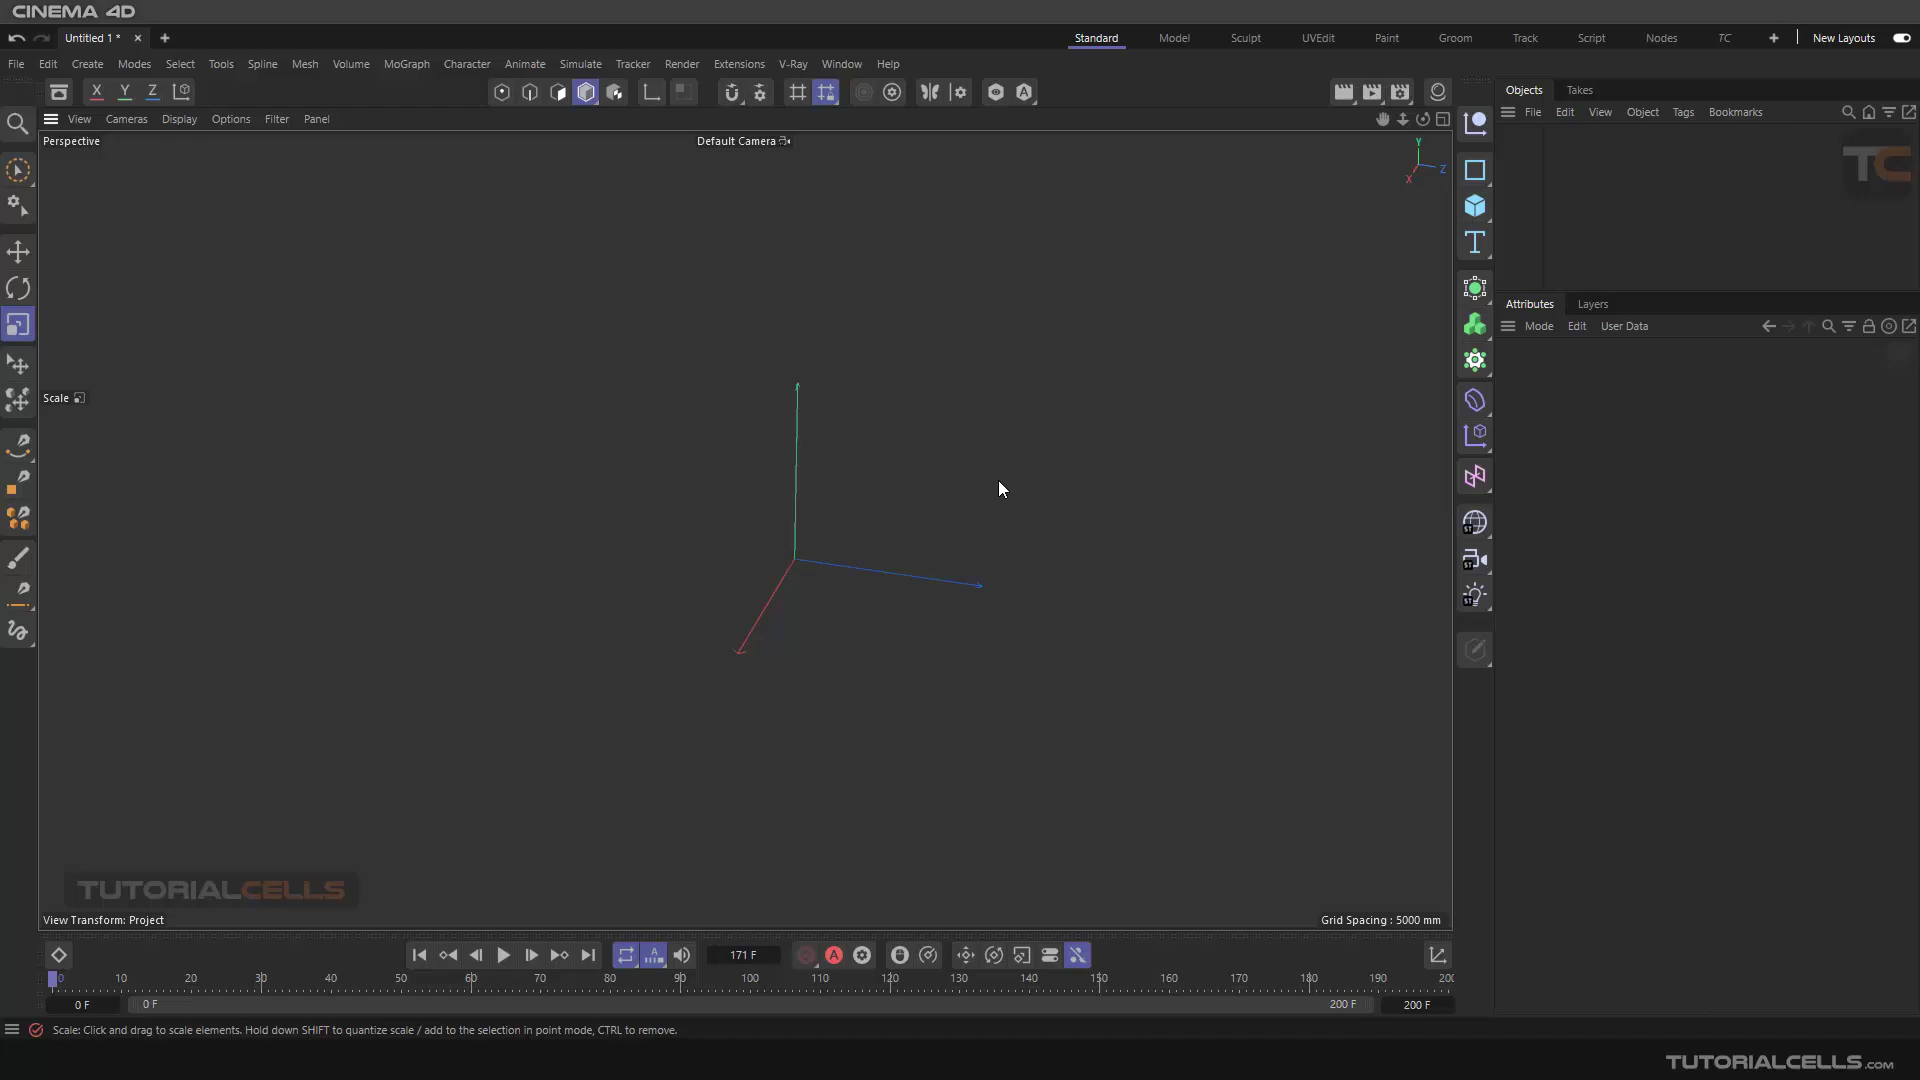 CINEMA 4D
Untitled 1 *
Standard
Model
Sculpt
UVEdit
Paint
Groom
Track
Script
Nodes
TC
New Layouts
File
Edit
Create
Modes
Select
Tools
Spline
Mesh
Volume
MoGraph
Character
Animate
Simulate
Tracker
Render
Extensions
V-Ray
Window
Help
X
Y
Z
A
Objects
Takes
View
Cameras
Display
Options
Filter
Panel
File
Edit
View
Object
Tags
Bookmarks
Perspective
Default Camera
Y
Z
X
TC
T
Attributes
Layers
Mode
Edit
User Data
Scale
ST
ST
ST
TUTORIALCELLS
View Transform: Project
Grid Spacing : 5000 mm
A
171 F
A
0
10
20
30
40
50
60
70
80
90
100
110
120
130
140
150
160
170
180
190
200
0 F
0 F
200 F
200 F
Scale: Click and drag to scale elements. Hold down SHIFT to quantize scale / add to the selection in point mode, CTRL to remove.
TUTORIALCELLS.COM